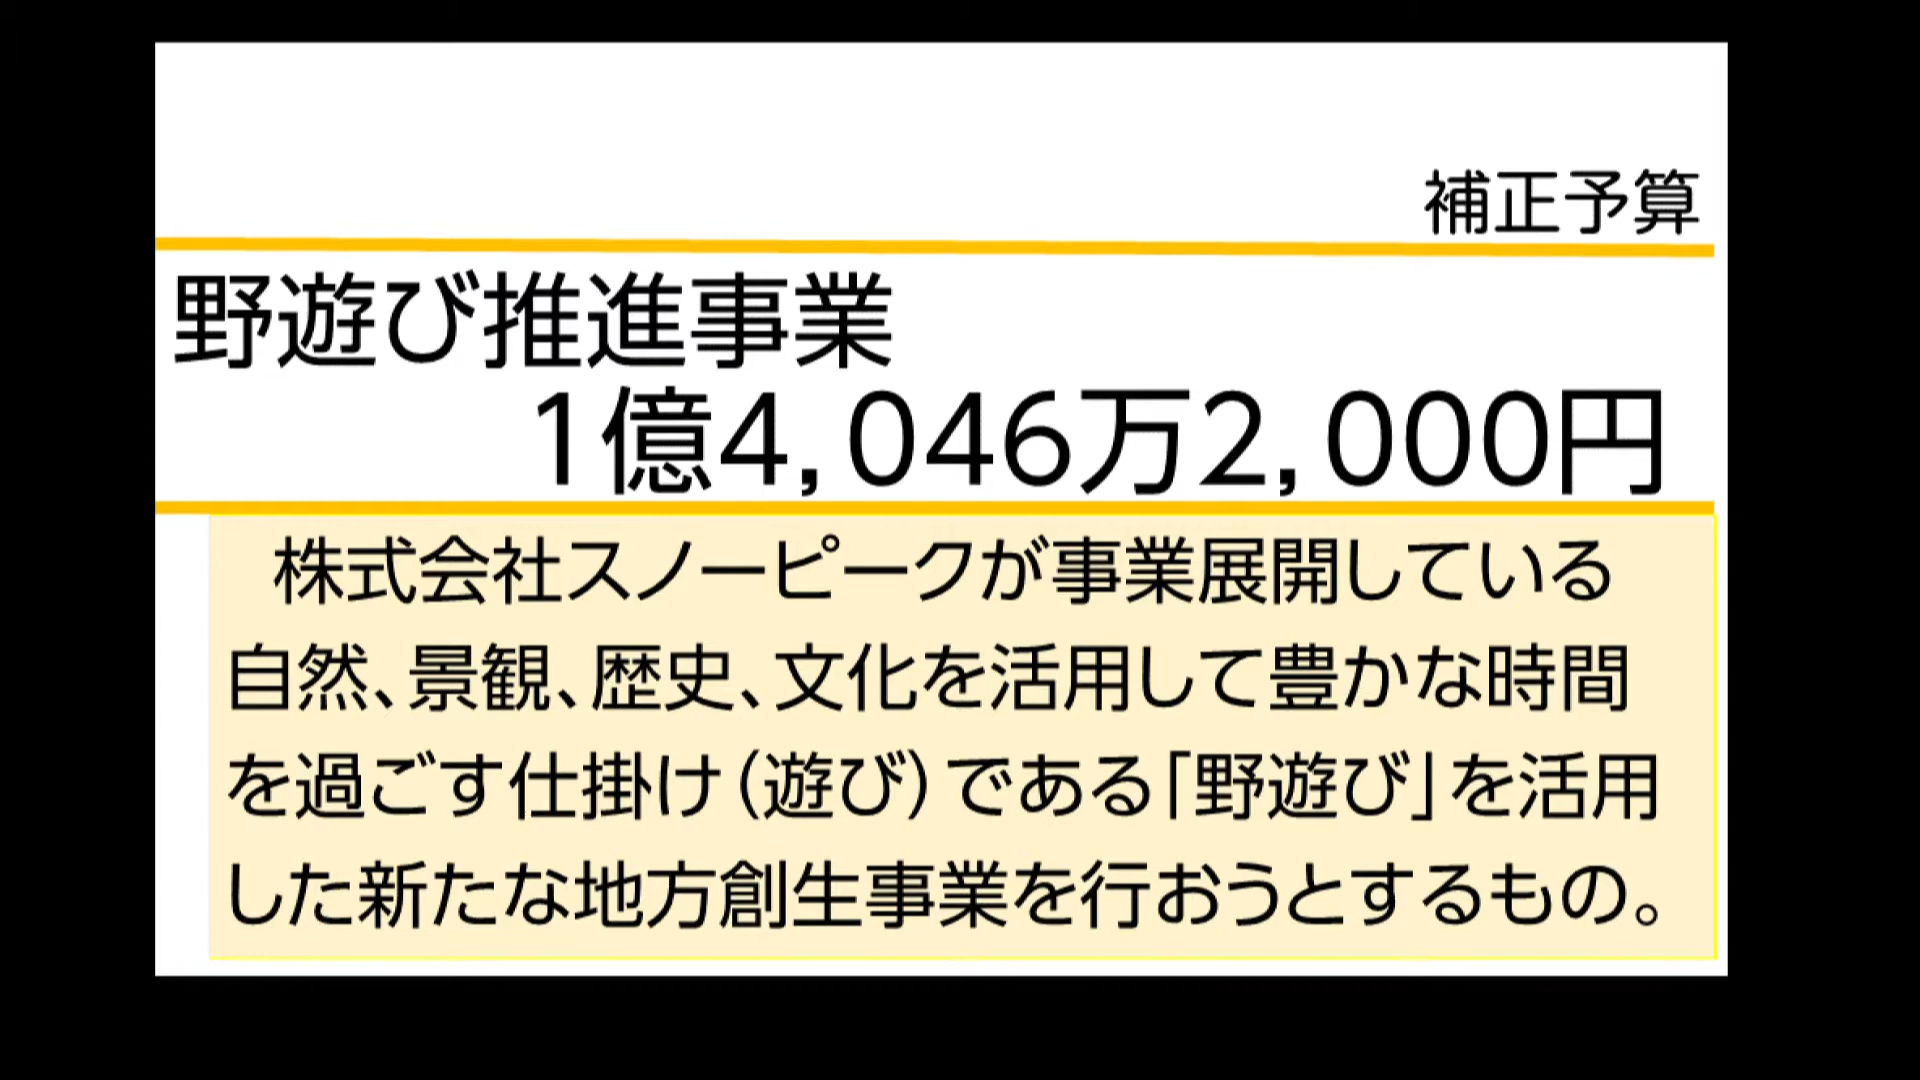 補正予算
野遊び推進事業
1億4,046万2,000円
株式会社スノーピークが事業展開している
自然、景観、歴史、文化を活用して豊かな時間
を過ごす仕掛け(遊び)である「野遊び」を活用
した新たな地方創生事業を行おうとするもの。